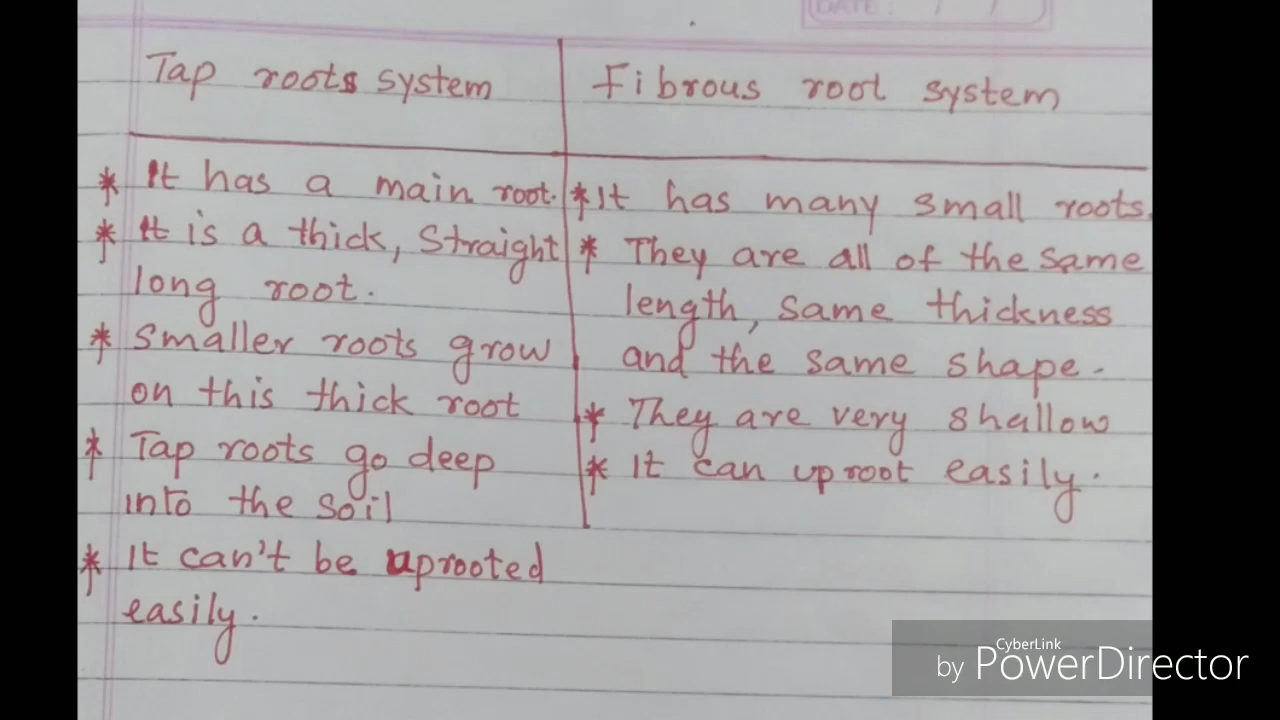 DATE: / /
Tap roots system
Fibrous root system
* It has a main root.
* It is a thick, Straight
long root.
* Smaller roots grow
on this thick root
* Tap roots go deep
into the soil
* It can't be uprooted
easily.
* It has many small roots.
* They are all of the same
length, same thickness
and the same shape.
* They are very shallow
* It can uproot easily.
CyberLink
by PowerDirector